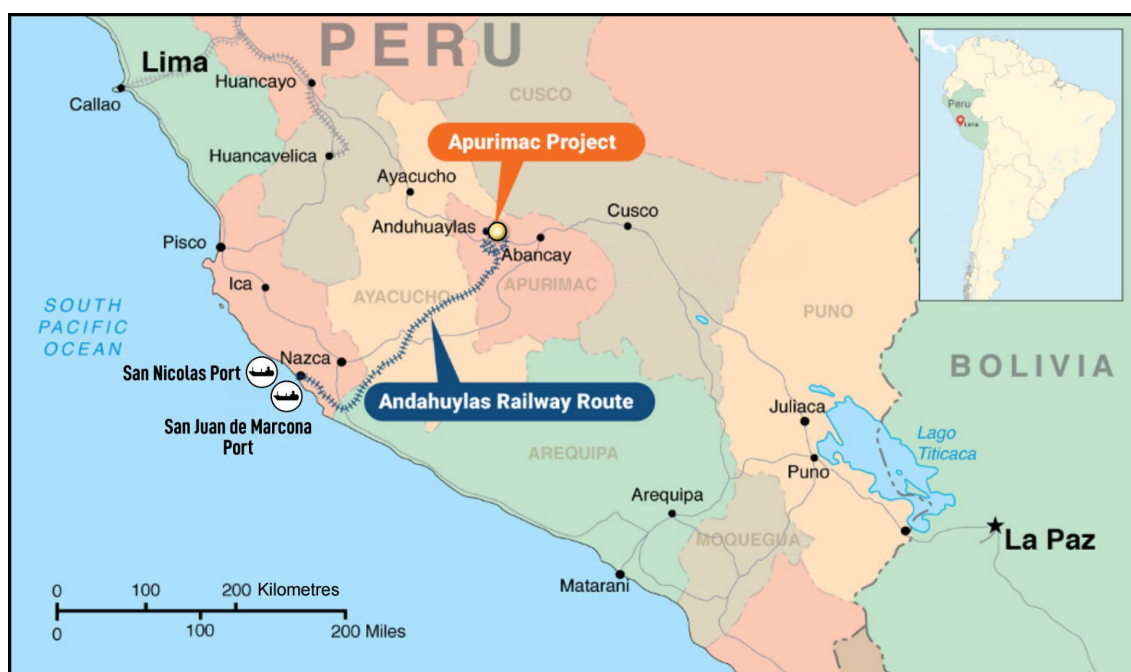 PERU
Lima
Callao
Huancayo
CUSCO
Huancavelica
Apurimac Project
Ayacucho
Anduhuaylas
Cusco
Abancay
Pisco
Ica
AYACUCHO
APURIMAC
PUNO
SOUTH
PACIFIC
OCEAN
Nazca
San Nicolas Port
San Juan de Marcona
Port
Andahuylas Railway Route
BOLIVIA
Juliaca
Lago
Titicaca
Puno
AREQUIPA
Arequipa
MOQUEGUA
La Paz
Matarani
0 100 200 Kilometres
0 100 200 Miles
Peru
Lima